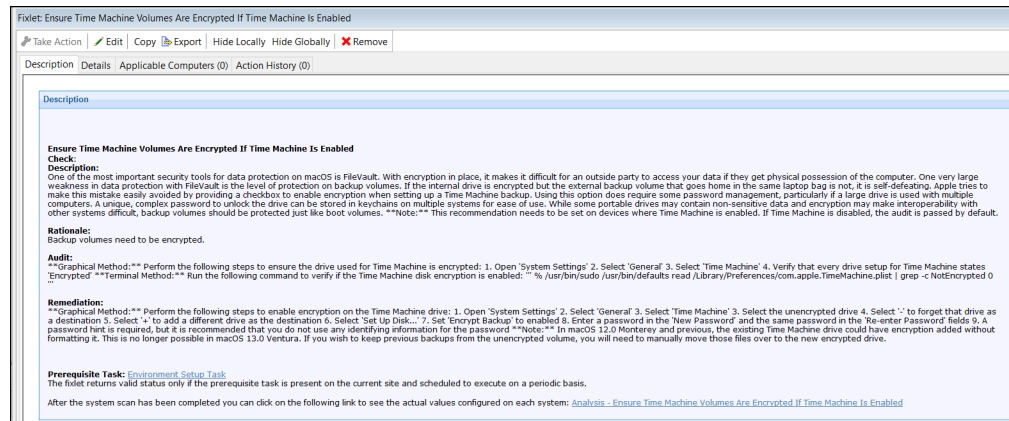 Fixlet: Ensure Time Machine Volumes Are Encrypted If Time Machine Is Enabled
Take Action Edit Copy Export Hide Locally Hide Globally Remove
Description Details Applicable Computers (0) Action History (0)
Description
Ensure Time Machine Volumes Are Encrypted If Time Machine Is Enabled
Check:
Description:
One of the most important security tools for data protection on macOS is FileVault. With encryption in place, it makes it difficult for an outside party to access your data if they get physical possession of the computer. One very large
weakness in data protection with FileVault is the level of protection on backup volumes. If the internal drive is encrypted but the external backup volume that goes home in the same laptop bag is not, it is self-defeating. Apple tries to
make this mistake easily avoided by providing a checkbox to enable encryption when setting up a Time Machine backup. Using this option does require some password management, particularly if a large drive is used with multiple
computers. A unique, complex password to unlock the drive can be stored in keychains on multiple systems for ease of use. While some portable drives may contain non-sensitive data and encryption may make interoperability with
other systems difficult, backup volumes should be protected just like boot volumes. **Note:** This recommendation needs to be set on devices where Time Machine is enabled. If Time Machine is disabled, the audit is passed by default.
Rationale:
Backup volumes need to be encrypted.
Audit:
**Graphical Method:** Perform the following steps to ensure the drive used for Time Machine is encrypted: 1. Open 'System Settings' 2. Select 'General' 3. Select 'Time Machine' 4. Verify that every drive setup for Time Machine states
'Encrypted' **Terminal Method:** Run the following command to verify if the Time Machine disk encryption is enabled: ''' % /usr/bin/sudo /usr/bin/defaults read /Library/Preferences/com.apple.TimeMachine.plist | grep -c NotEncrypted 0
'''
Remediation:
**Graphical Method:** Perform the following steps to enable encryption on the Time Machine drive: 1. Open 'System Settings' 2. Select 'General' 3. Select 'Time Machine' 3. Select the unencrypted drive 4. Select '-' to forget that drive as
a destination 5. Select '+' to add a different drive as the destination 6. Select 'Set Up Disk...' 7. Set 'Encrypt Backup' to enabled 8. Enter a password in the 'New Password' and the same password in the 'Re-enter Password' fields 9. A
password hint is required, but it is recommended that you do not use any identifying information for the password **Note:** In macOS 12.0 Monterey and previous, the existing Time Machine drive could have encryption added without
formatting it. This is no longer possible in macOS 13.0 Ventura. If you wish to keep previous backups from the unencrypted volume, you will need to manually move those files over to the new encrypted drive.
Prerequisite Task: Environment Setup Task
The fixlet returns valid status only if the prerequisite task is present on the current site and scheduled to execute on a periodic basis.
After the system scan has been completed you can click on the following link to see the actual values configured on each system: Analysis - Ensure Time Machine Volumes Are Encrypted If Time Machine Is Enabled